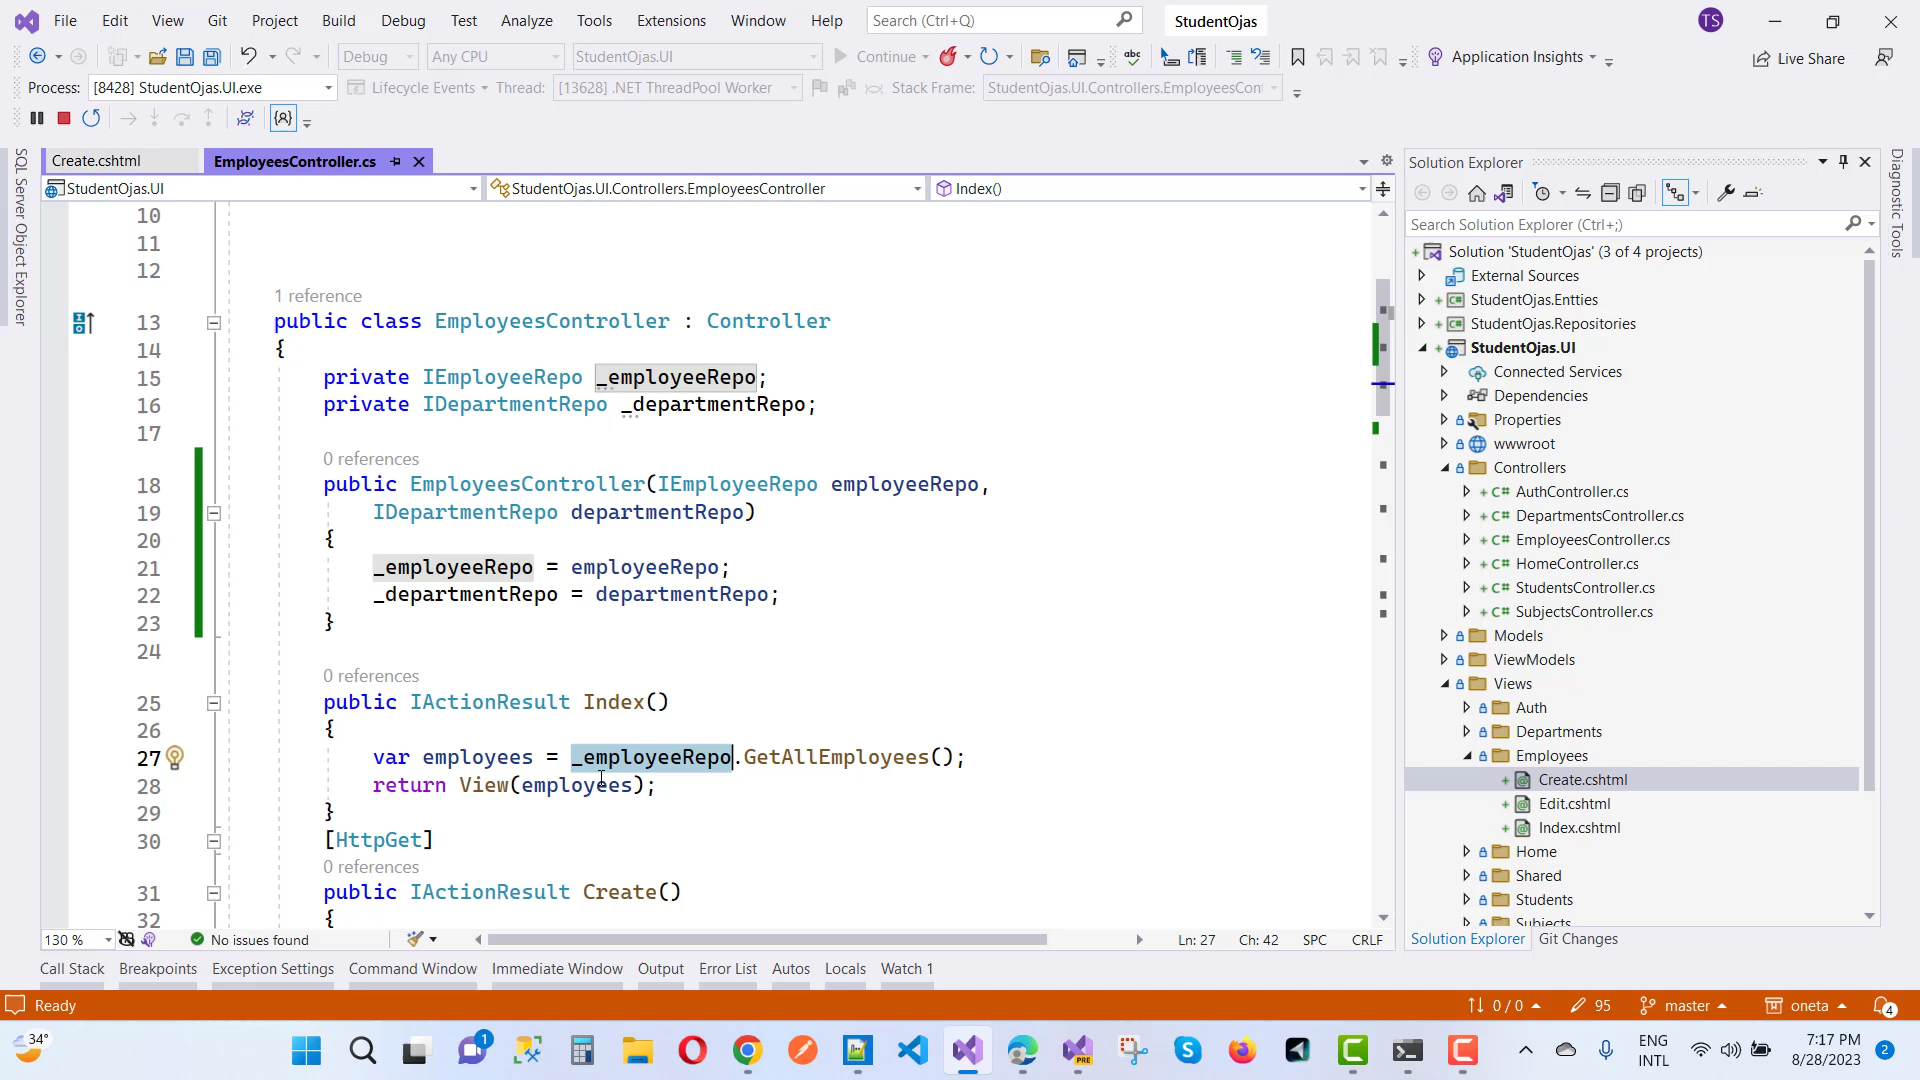 File Edit View Git Project Build Debug Test Analyze Tools Extensions Window Help Search (Ctrl+Q) StudentOjas TS
Debug Any CPU StudentOjas.UI Continue Application Insights Live Share
Process: [8428] StudentOjas.UI.exe Lifecycle Events Thread: [13628] .NET ThreadPool Worker Stack Frame: StudentOjas.UI.Controllers.EmployeesCont
SQL Server Object Explorer
Create.cshtml EmployeesController.cs
StudentOjas.UI StudentOjas.UI.Controllers.EmployeesController Index()
10
11
12
1 reference
13 public class EmployeesController : Controller
14 {
15 private IEmployeeRepo _employeeRepo;
16 private IDepartmentRepo _departmentRepo;
17
0 references
18 public EmployeesController(IEmployeeRepo employeeRepo,
19 IDepartmentRepo departmentRepo)
20 {
21 _employeeRepo = employeeRepo;
22 _departmentRepo = departmentRepo;
23 }
24
0 references
25 public IActionResult Index()
26 {
27 var employees = _employeeRepo.GetAllEmployees();
28 return View(employees);
29 }
30 [HttpGet]
0 references
31 public IActionResult Create()
32 {
130 % No issues found Ln: 27 Ch: 42 SPC CRLF
Solution Explorer
Search Solution Explorer (Ctrl+;)
Solution 'StudentOjas' (3 of 4 projects)
External Sources
StudentOjas.Entties
StudentOjas.Repositories
StudentOjas.UI
Connected Services
Dependencies
Properties
wwwroot
Controllers
AuthController.cs
DepartmentsController.cs
EmployeesController.cs
HomeController.cs
StudentsController.cs
SubjectsController.cs
Models
ViewModels
Views
Auth
Departments
Employees
Create.cshtml
Edit.cshtml
Index.cshtml
Home
Shared
Students
Subjects
Solution Explorer Git Changes
Diagnostic Tools
Call Stack Breakpoints Exception Settings Command Window Immediate Window Output Error List Autos Locals Watch 1
Ready 0 / 0 95 master oneta 4
34° 1 PRE ENG INTL 7:17 PM 8/28/2023 2